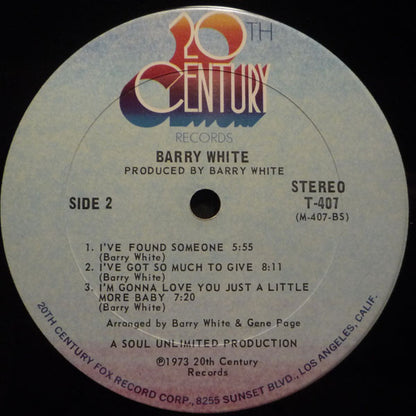 20TH
CENTURY
RECORDS
BARRY WHITE
PRODUCED BY BARRY WHITE
SIDE 2
STEREO
T-407
(M-407-BS)
1. I'VE FOUND SOMEONE 5:55
(Barry White)
2. I'VE GOT SO MUCH TO GIVE 8:11
(Barry White)
3. I'M GONNA LOVE YOU JUST A LITTLE
MORE BABY 7:20
(Barry White)
Arranged by Barry White & Gene Page
A SOUL UNLIMITED PRODUCTION
℗1973 20th Century
Records
20TH CENTURY FOX RECORD CORP., 8255 SUNSET BLVD., LOS ANGELES, CALIF.